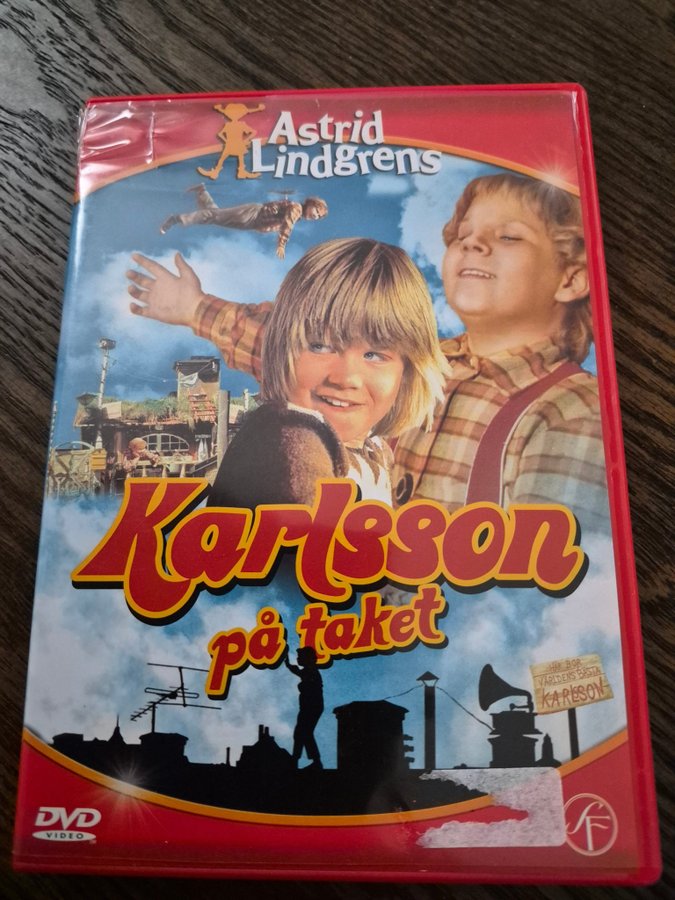 Astrid
Lindgrens
Karlsson
på taket
HÄR BOR
VÄRLDENS BÄSTA
KARLSSON
DVD
VIDEO
SF